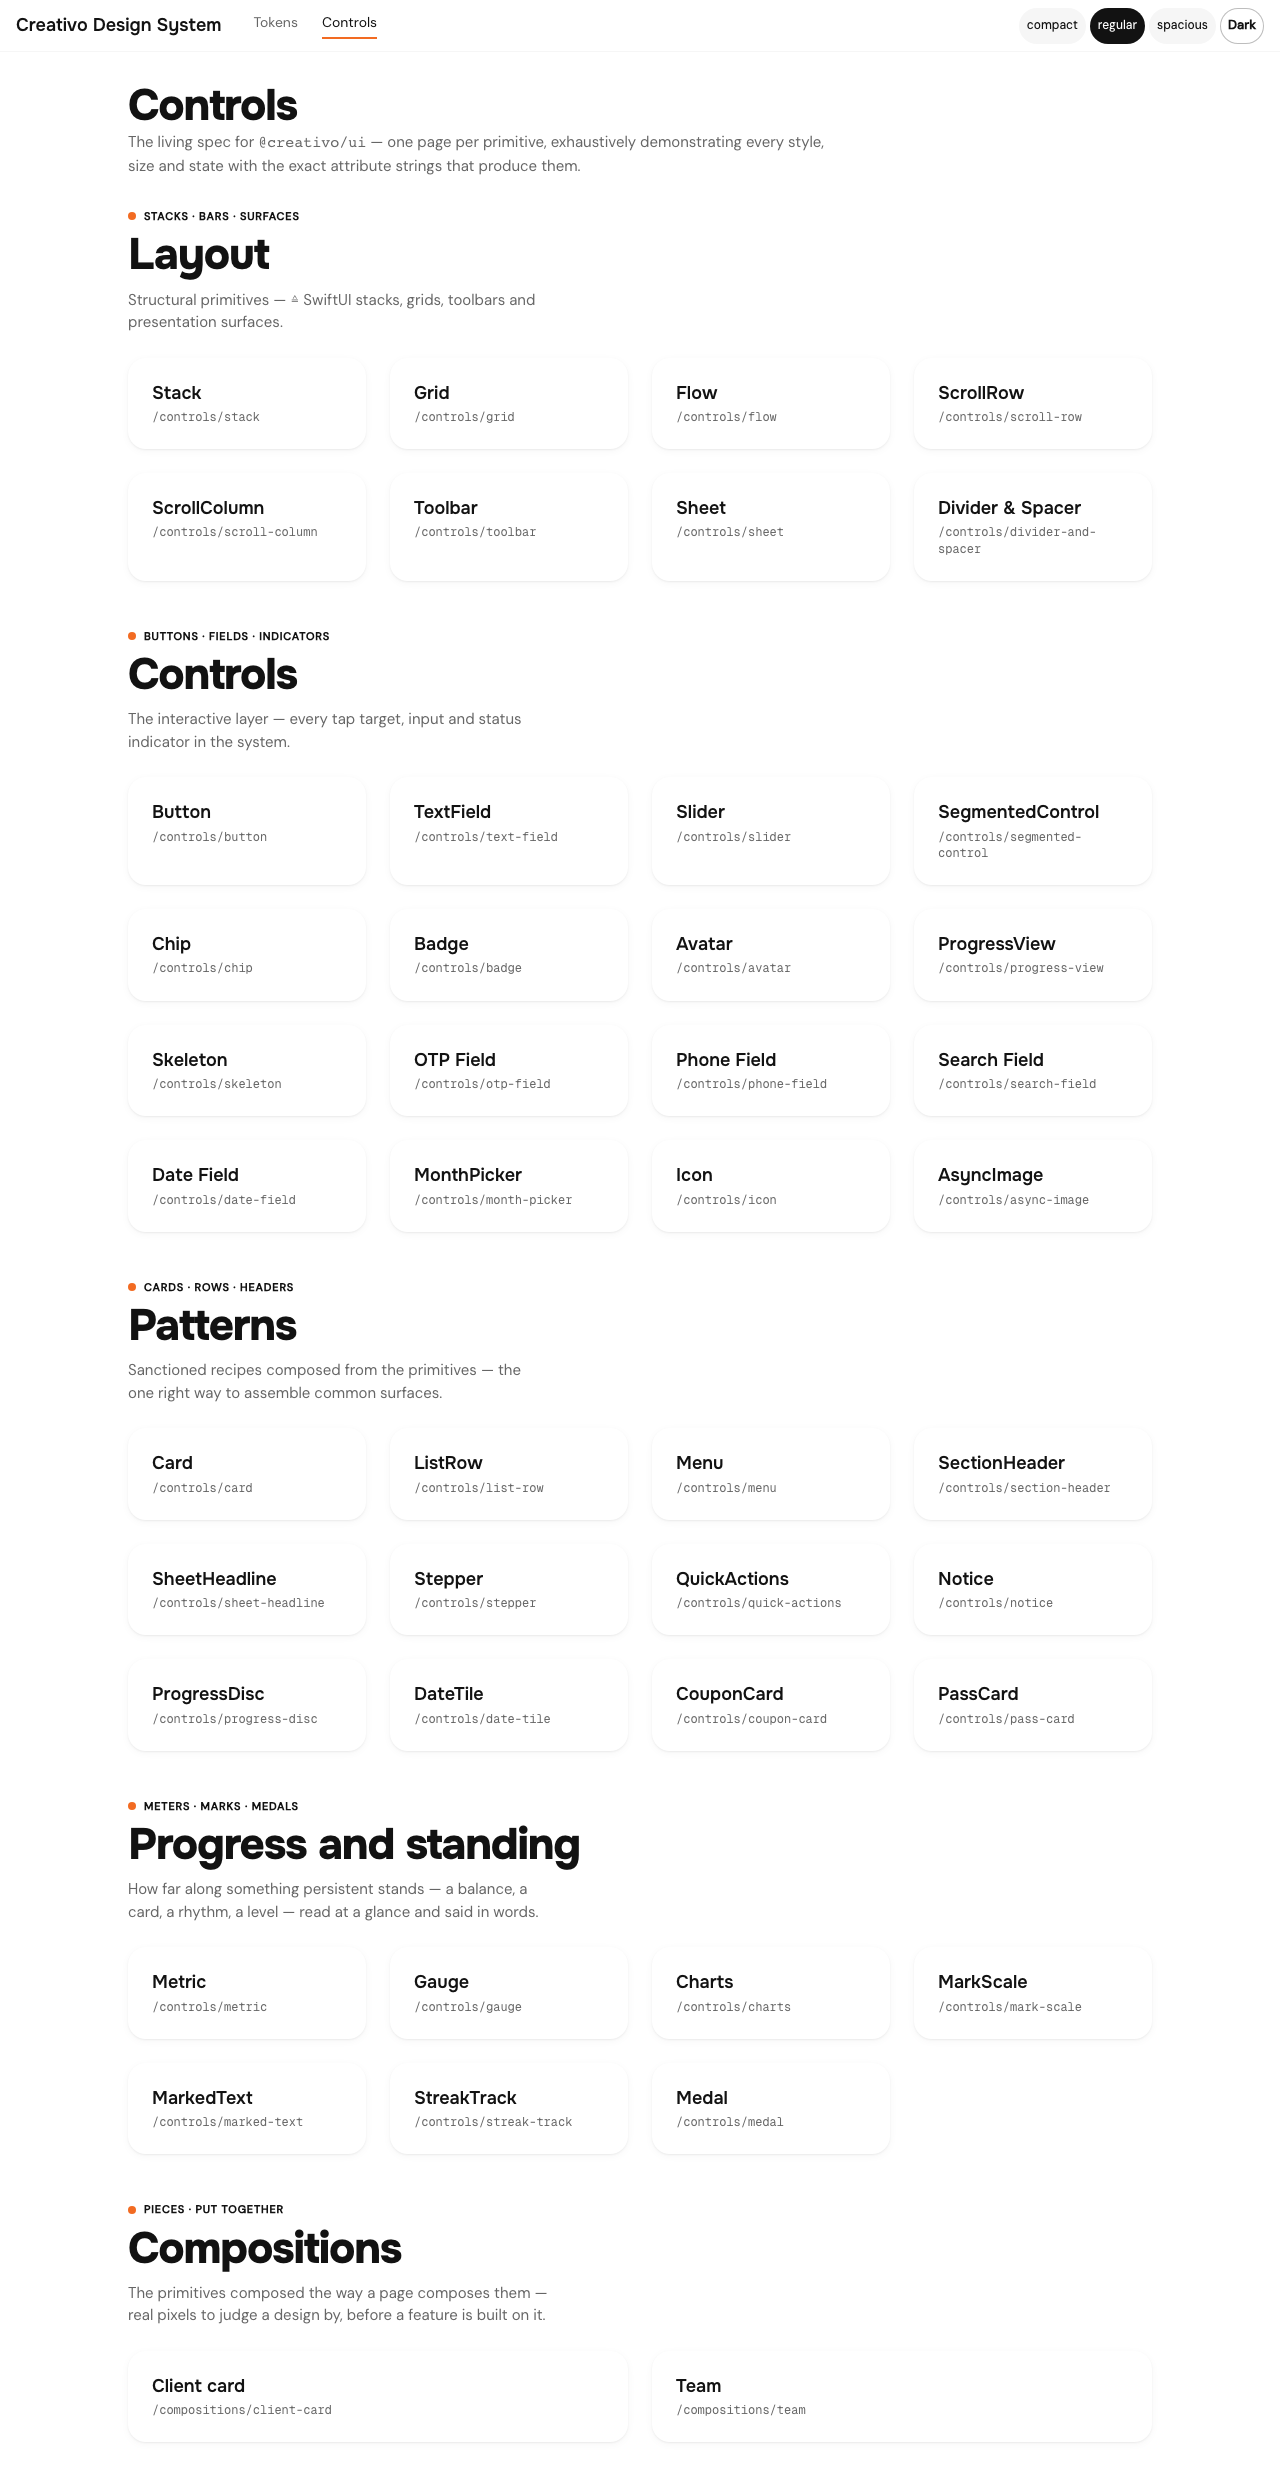 Creativo Design System
Tokens
Controls
compact
regular
spacious
Dark
Controls
The living spec for @creativo/ui — one page per primitive, exhaustively demonstrating every style,
size and state with the exact attribute strings that produce them.
STACKS · BARS · SURFACES
Layout
Structural primitives — ≙ SwiftUI stacks, grids, toolbars and
presentation surfaces.
Stack
/controls/stack
Grid
/controls/grid
Flow
/controls/flow
ScrollRow
/controls/scroll-row
ScrollColumn
/controls/scroll-column
Toolbar
/controls/toolbar
Sheet
/controls/sheet
Divider & Spacer
/controls/divider-and-
spacer
BUTTONS · FIELDS · INDICATORS
Controls
The interactive layer — every tap target, input and status
indicator in the system.
Button
/controls/button
TextField
/controls/text-field
Slider
/controls/slider
SegmentedControl
/controls/segmented-
control
Chip
/controls/chip
Badge
/controls/badge
Avatar
/controls/avatar
ProgressView
/controls/progress-view
Skeleton
/controls/skeleton
OTP Field
/controls/otp-field
Phone Field
/controls/phone-field
Search Field
/controls/search-field
Date Field
/controls/date-field
MonthPicker
/controls/month-picker
Icon
/controls/icon
AsyncImage
/controls/async-image
CARDS · ROWS · HEADERS
Patterns
Sanctioned recipes composed from the primitives — the
one right way to assemble common surfaces.
Card
/controls/card
ListRow
/controls/list-row
Menu
/controls/menu
SectionHeader
/controls/section-header
SheetHeadline
/controls/sheet-headline
Stepper
/controls/stepper
QuickActions
/controls/quick-actions
Notice
/controls/notice
ProgressDisc
/controls/progress-disc
DateTile
/controls/date-tile
CouponCard
/controls/coupon-card
PassCard
/controls/pass-card
METERS · MARKS · MEDALS
Progress and standing
How far along something persistent stands — a balance, a
card, a rhythm, a level — read at a glance and said in words.
Metric
/controls/metric
Gauge
/controls/gauge
Charts
/controls/charts
MarkScale
/controls/mark-scale
MarkedText
/controls/marked-text
StreakTrack
/controls/streak-track
Medal
/controls/medal
PIECES · PUT TOGETHER
Compositions
The primitives composed the way a page composes them —
real pixels to judge a design by, before a feature is built on it.
Client card
/compositions/client-card
Team
/compositions/team